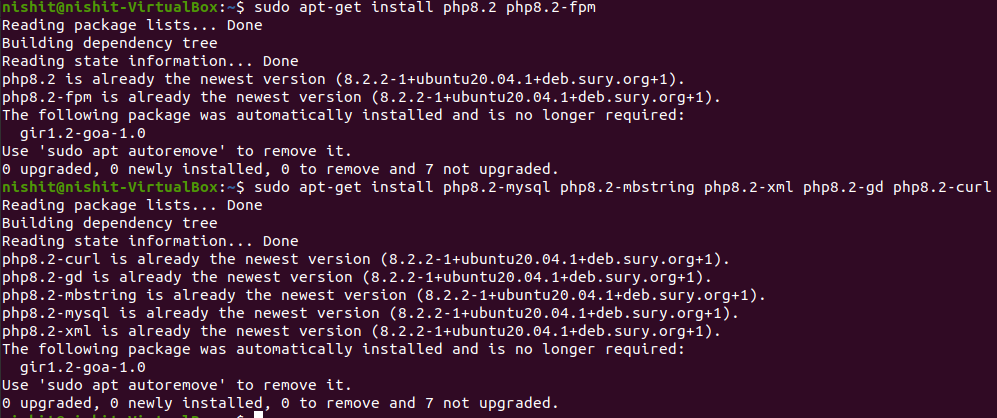 nishit@nishit-VirtualBox:~$ sudo apt-get install php8.2 php8.2-fpm
Reading package lists... Done
Building dependency tree
Reading state information... Done
php8.2 is already the newest version (8.2.2-1+ubuntu20.04.1+deb.sury.org+1).
php8.2-fpm is already the newest version (8.2.2-1+ubuntu20.04.1+deb.sury.org+1).
The following package was automatically installed and is no longer required:
  gir1.2-goa-1.0
Use 'sudo apt autoremove' to remove it.
0 upgraded, 0 newly installed, 0 to remove and 7 not upgraded.
nishit@nishit-VirtualBox:~$ sudo apt-get install php8.2-mysql php8.2-mbstring php8.2-xml php8.2-gd php8.2-curl
Reading package lists... Done
Building dependency tree
Reading state information... Done
php8.2-curl is already the newest version (8.2.2-1+ubuntu20.04.1+deb.sury.org+1).
php8.2-gd is already the newest version (8.2.2-1+ubuntu20.04.1+deb.sury.org+1).
php8.2-mbstring is already the newest version (8.2.2-1+ubuntu20.04.1+deb.sury.org+1).
php8.2-mysql is already the newest version (8.2.2-1+ubuntu20.04.1+deb.sury.org+1).
php8.2-xml is already the newest version (8.2.2-1+ubuntu20.04.1+deb.sury.org+1).
The following package was automatically installed and is no longer required:
  gir1.2-goa-1.0
Use 'sudo apt autoremove' to remove it.
0 upgraded, 0 newly installed, 0 to remove and 7 not upgraded.
nishit@nishit-VirtualBox:~$